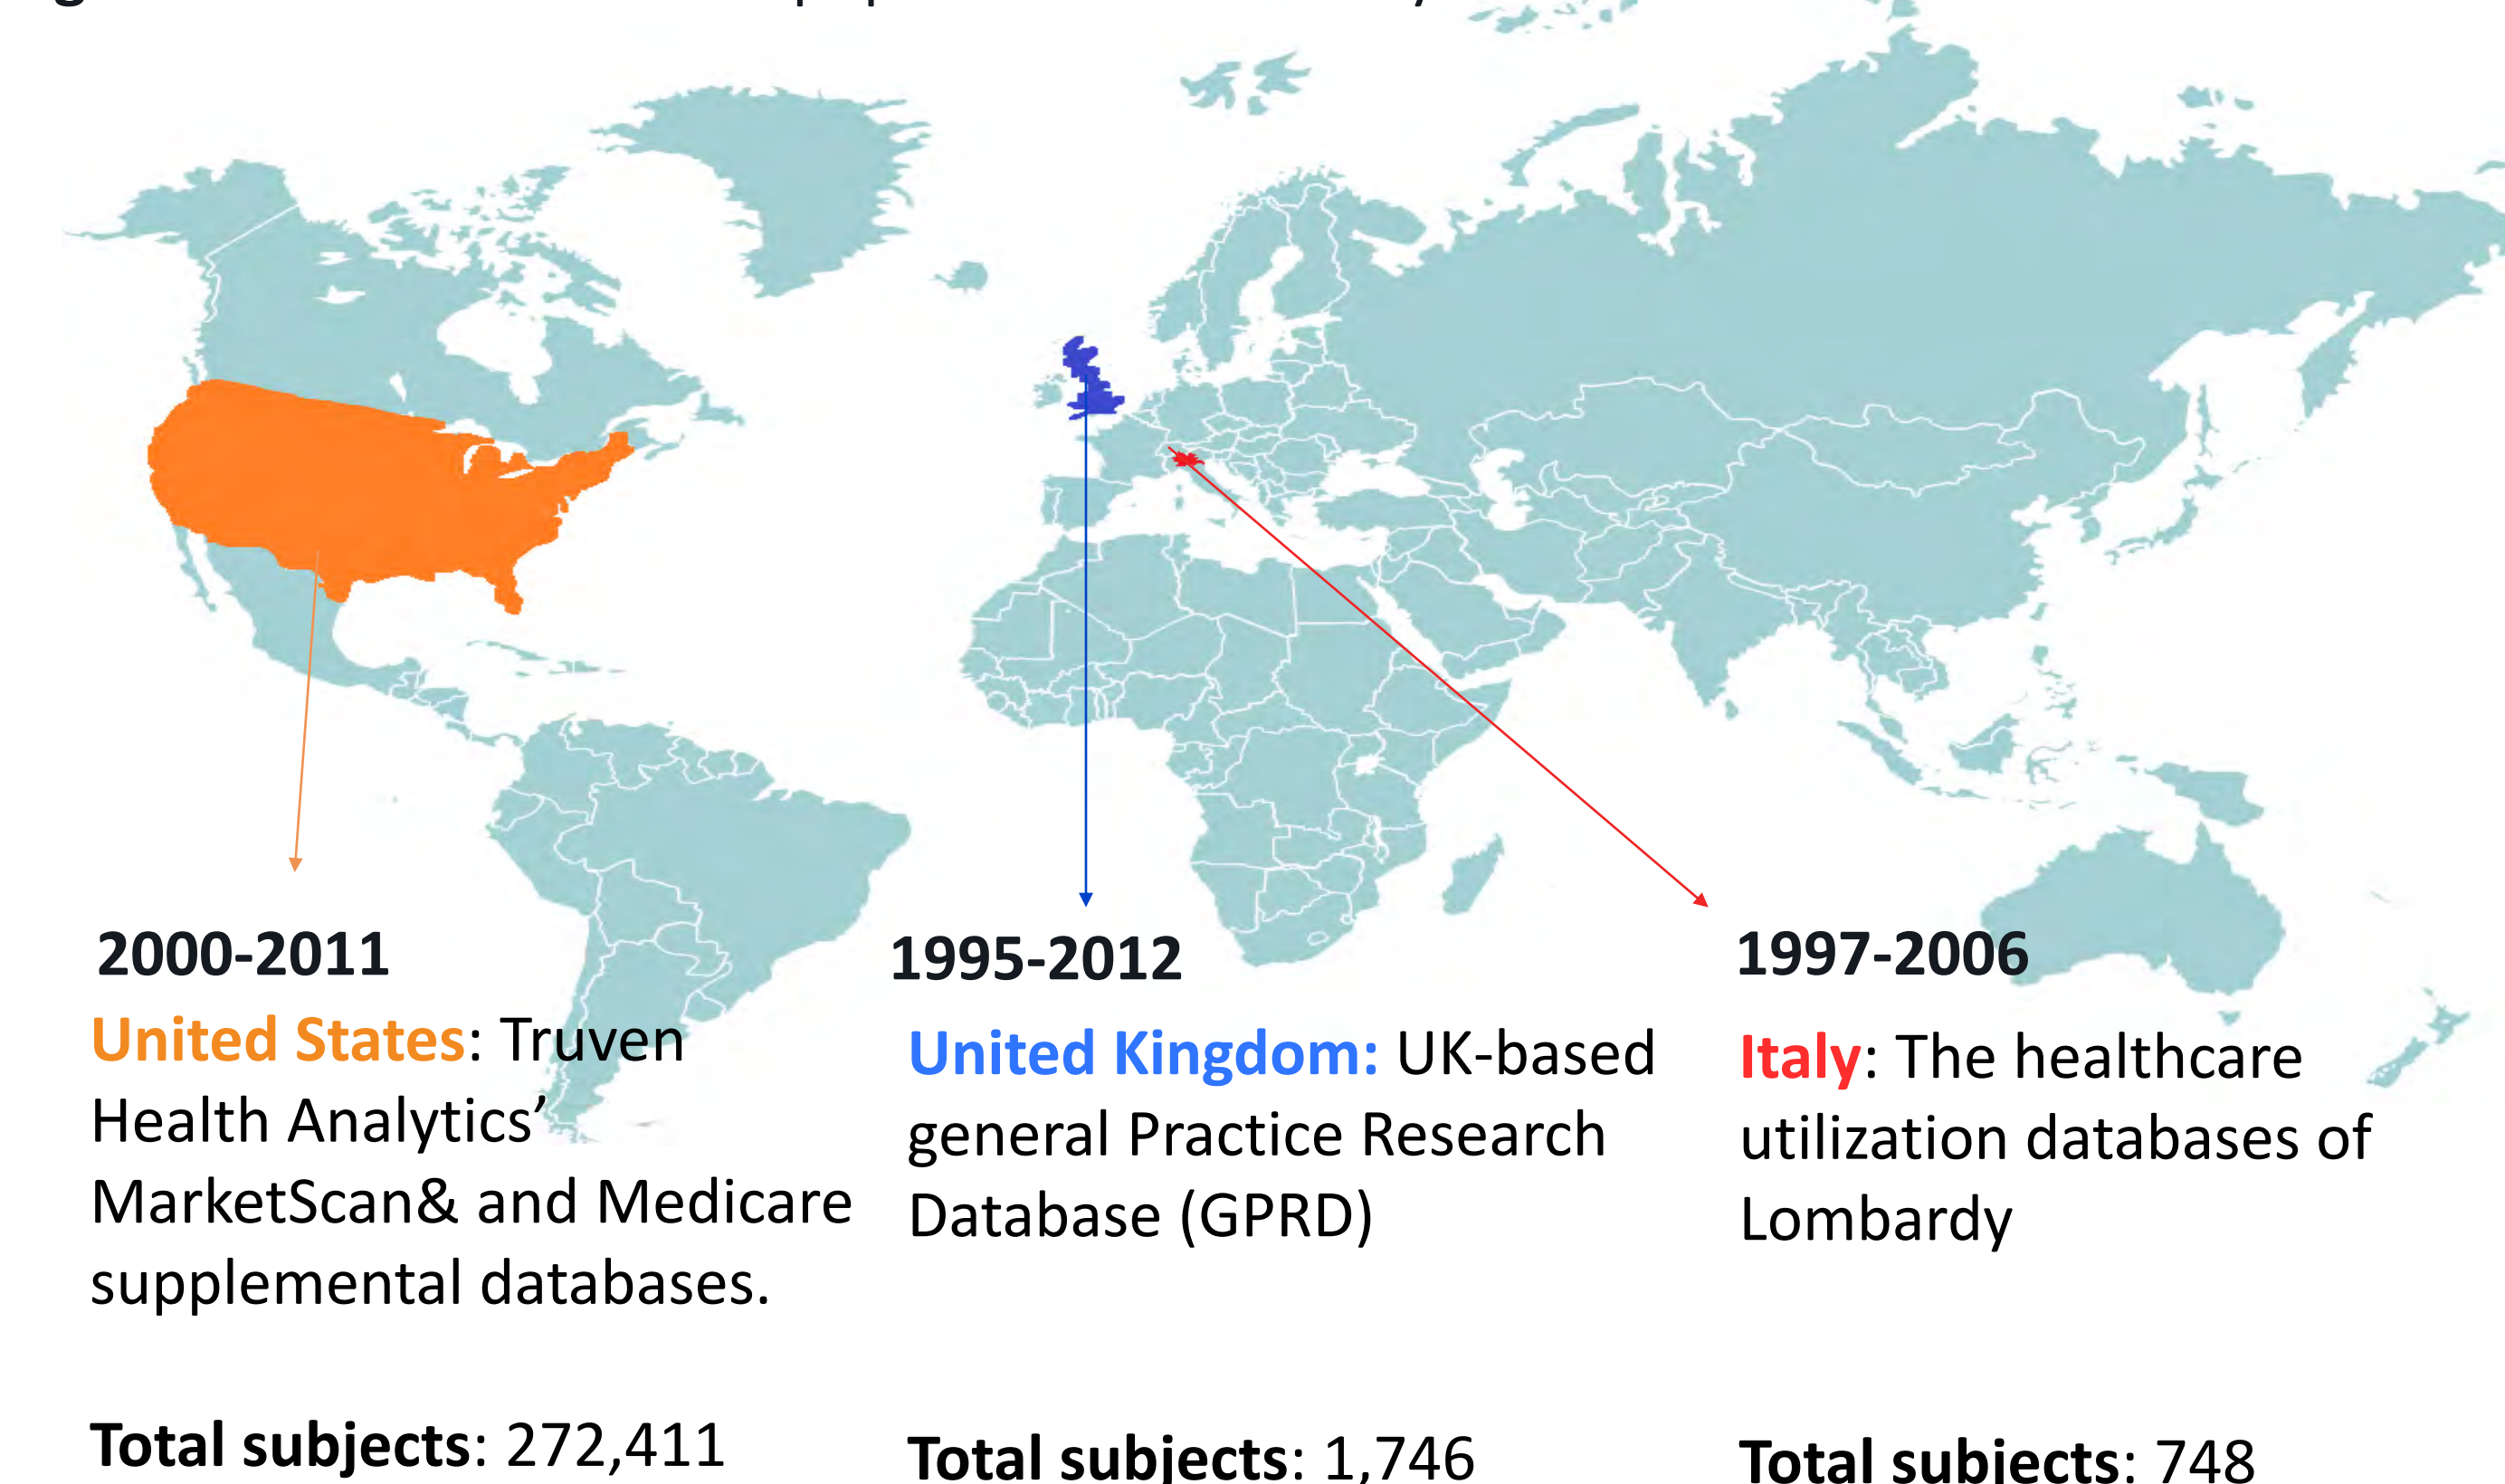 2000-2011
United States: Truven
Health Analytics’
MarketScan& and Medicare
supplemental databases.
Total subjects: 272,411
1995-2012
United Kingdom: UK-based
general Practice Research
Database (GPRD)
Total subjects: 1,746
1997-2006
Italy: The healthcare
utilization databases of
Lombardy
Total subjects: 748